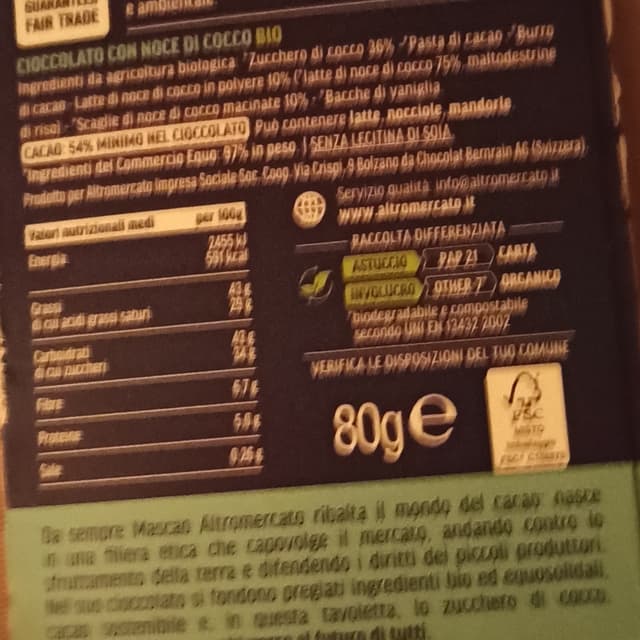 GUARANTEED
FAIR TRADE
e ambientale.
CIOCCOLATO CON NOCE DI COCCO BIO
Ingredienti da agricoltura biologica: *Zucchero di cocco 36% - *Pasta di cacao - *Burro
di cacao - Latte di noce di cocco in polvere 10% (*latte di noce di cocco 75%, maltodestrine
di riso) - *Scaglie di noce di cocco macinate 10% - *Bacche di vaniglia.
CACAO: 54% MINIMO NEL CIOCCOLATO Può contenere latte, nocciole, mandorle
*Ingredienti del Commercio Equo: 97% in peso | SENZA LECITINA DI SOIA
Prodotto per Altromercato Impresa Sociale Soc. Coop. Via Crispi, 9 Bolzano da Chocolat Bernrain AG (Svizzera)
Servizio qualità info@altromercato.it
www.altromercato.it
Valori nutrizionali medi per 100g
Energia 2455 kJ
591 kcal
Grassi
di cui acidi grassi saturi
Carboidrati
di cui zuccheri
Fibre 6,7 g
Proteine
Sale 0,26 g
RACCOLTA DIFFERENZIATA
ASTUCCIO PAP 21 CARTA
INVOLUCRO OTHER 7 ORGANICO
biodegradabile e compostabile
secondo UNI EN 13432 2002
VERIFICA LE DISPOSIZIONI DEL TUO COMUNE
80g e
FSC
MISTO
Da sempre Mascao Altromercato ribalta il mondo del cacao: nasce
in una filiera etica che capovolge il mercato, andando contro lo
sfruttamento della terra e difendendo i diritti dei piccoli produttori.
Nel suo cioccolato si fondono pregiati ingredienti bio ed equosolidali,
cacao sostenibile e, in questa tavoletta, lo zucchero di cocco
al futuro di tutti.